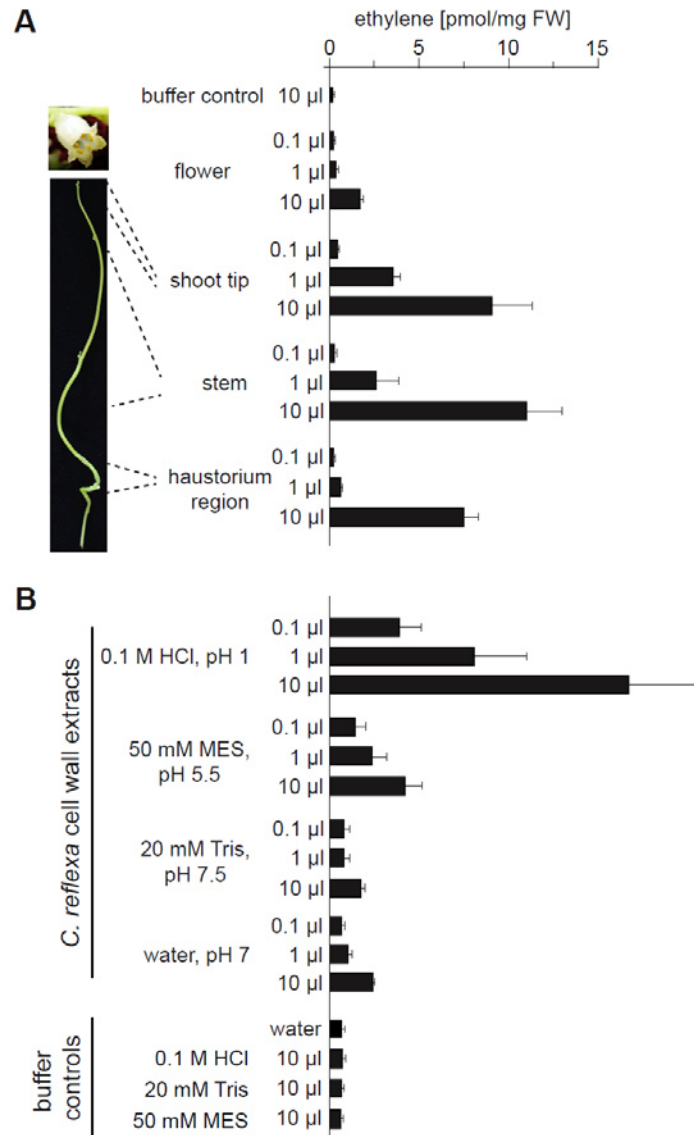 A
ethylene [pmol/mg FW]
0 5 10 15
buffer control 10 µl
0.1 µl
flower 1 µl
10 µl
0.1 µl
shoot tip 1 µl
10 µl
0.1 µl
stem 1 µl
10 µl
0.1 µl
haustorium
region
1 µl
10 µl
B
C. reflexa cell wall extracts
0.1 µl
0.1 M HCl, pH 1 1 µl
10 µl
0.1 µl
50 mM MES,
pH 5.5
1 µl
10 µl
0.1 µl
20 mM Tris,
pH 7.5
1 µl
10 µl
0.1 µl
water, pH 7 1 µl
10 µl
buffer
controls
water
0.1 M HCl 10 µl
20 mM Tris 10 µl
50 mM MES 10 µl